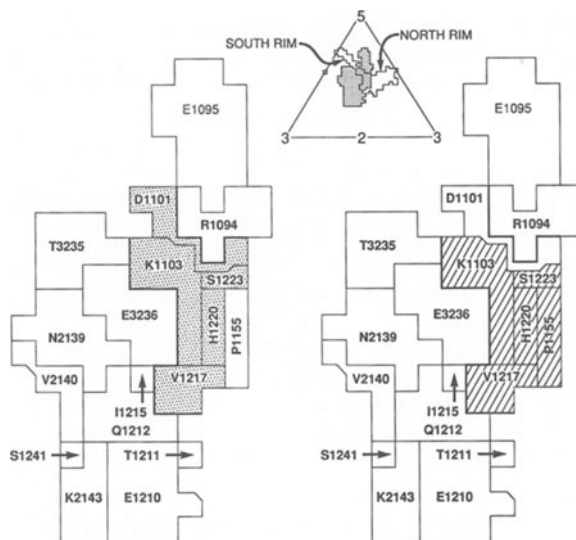 5
SOUTH RIM
NORTH RIM
3
2
3
E1095
D1101
R1094
T3235
K1103
S1223
E3236
H1220
P1155
N2139
V2140
V1217
I1215
Q1212
S1241
T1211
K2143
E1210
E1095
D1101
R1094
T3235
K1103
S1223
E3236
H1220
P1155
N2139
V2140
V1217
I1215
Q1212
S1241
T1211
K2143
E1210